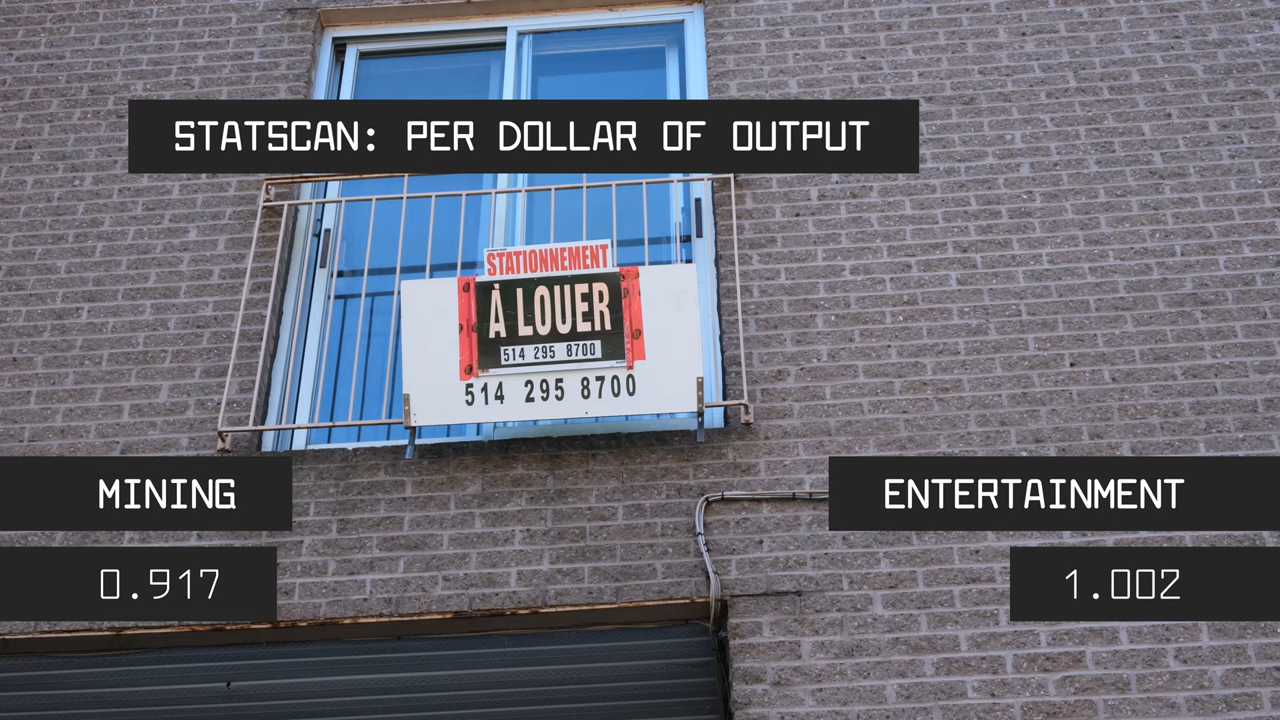 STATSCAN: PER DOLLAR OF OUTPUT
STATIONNEMENT
À LOUER
514 295 8700
514 295 8700
MINING
ENTERTAINMENT
0.917
1.002